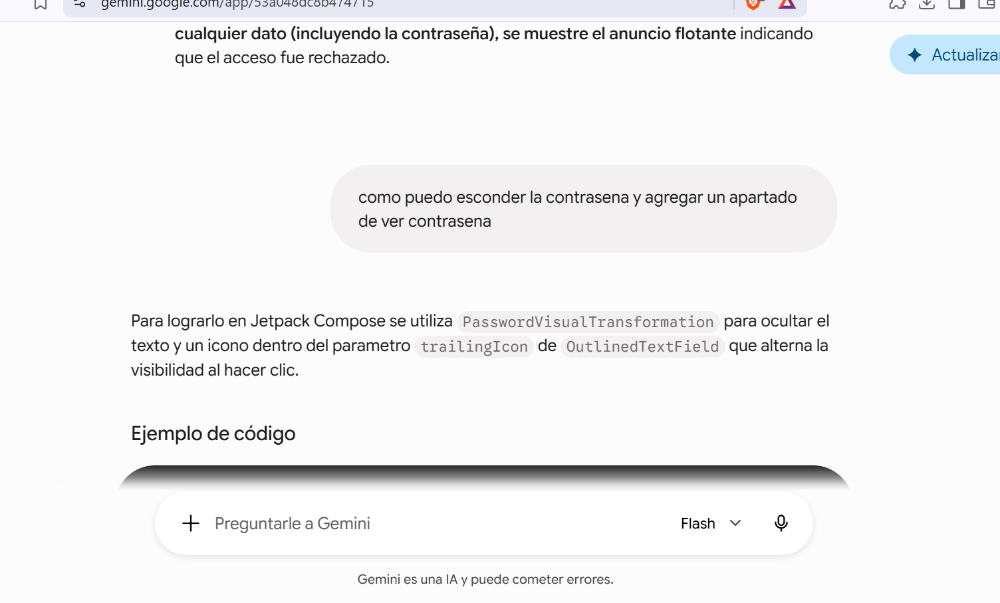 gemini.google.com/app/53a048dc8b474715
cualquier dato (incluyendo la contraseña), se muestre el anuncio flotante indicando
que el acceso fue rechazado.
Actualizar
como puedo esconder la contrasena y agregar un apartado
de ver contrasena
Para lograrlo en Jetpack Compose se utiliza PasswordVisualTransformation para ocultar el
texto y un icono dentro del parametro trailingIcon de OutlinedTextField que alterna la
visibilidad al hacer clic.
Ejemplo de código
Preguntarle a Gemini
Flash
Gemini es una IA y puede cometer errores.